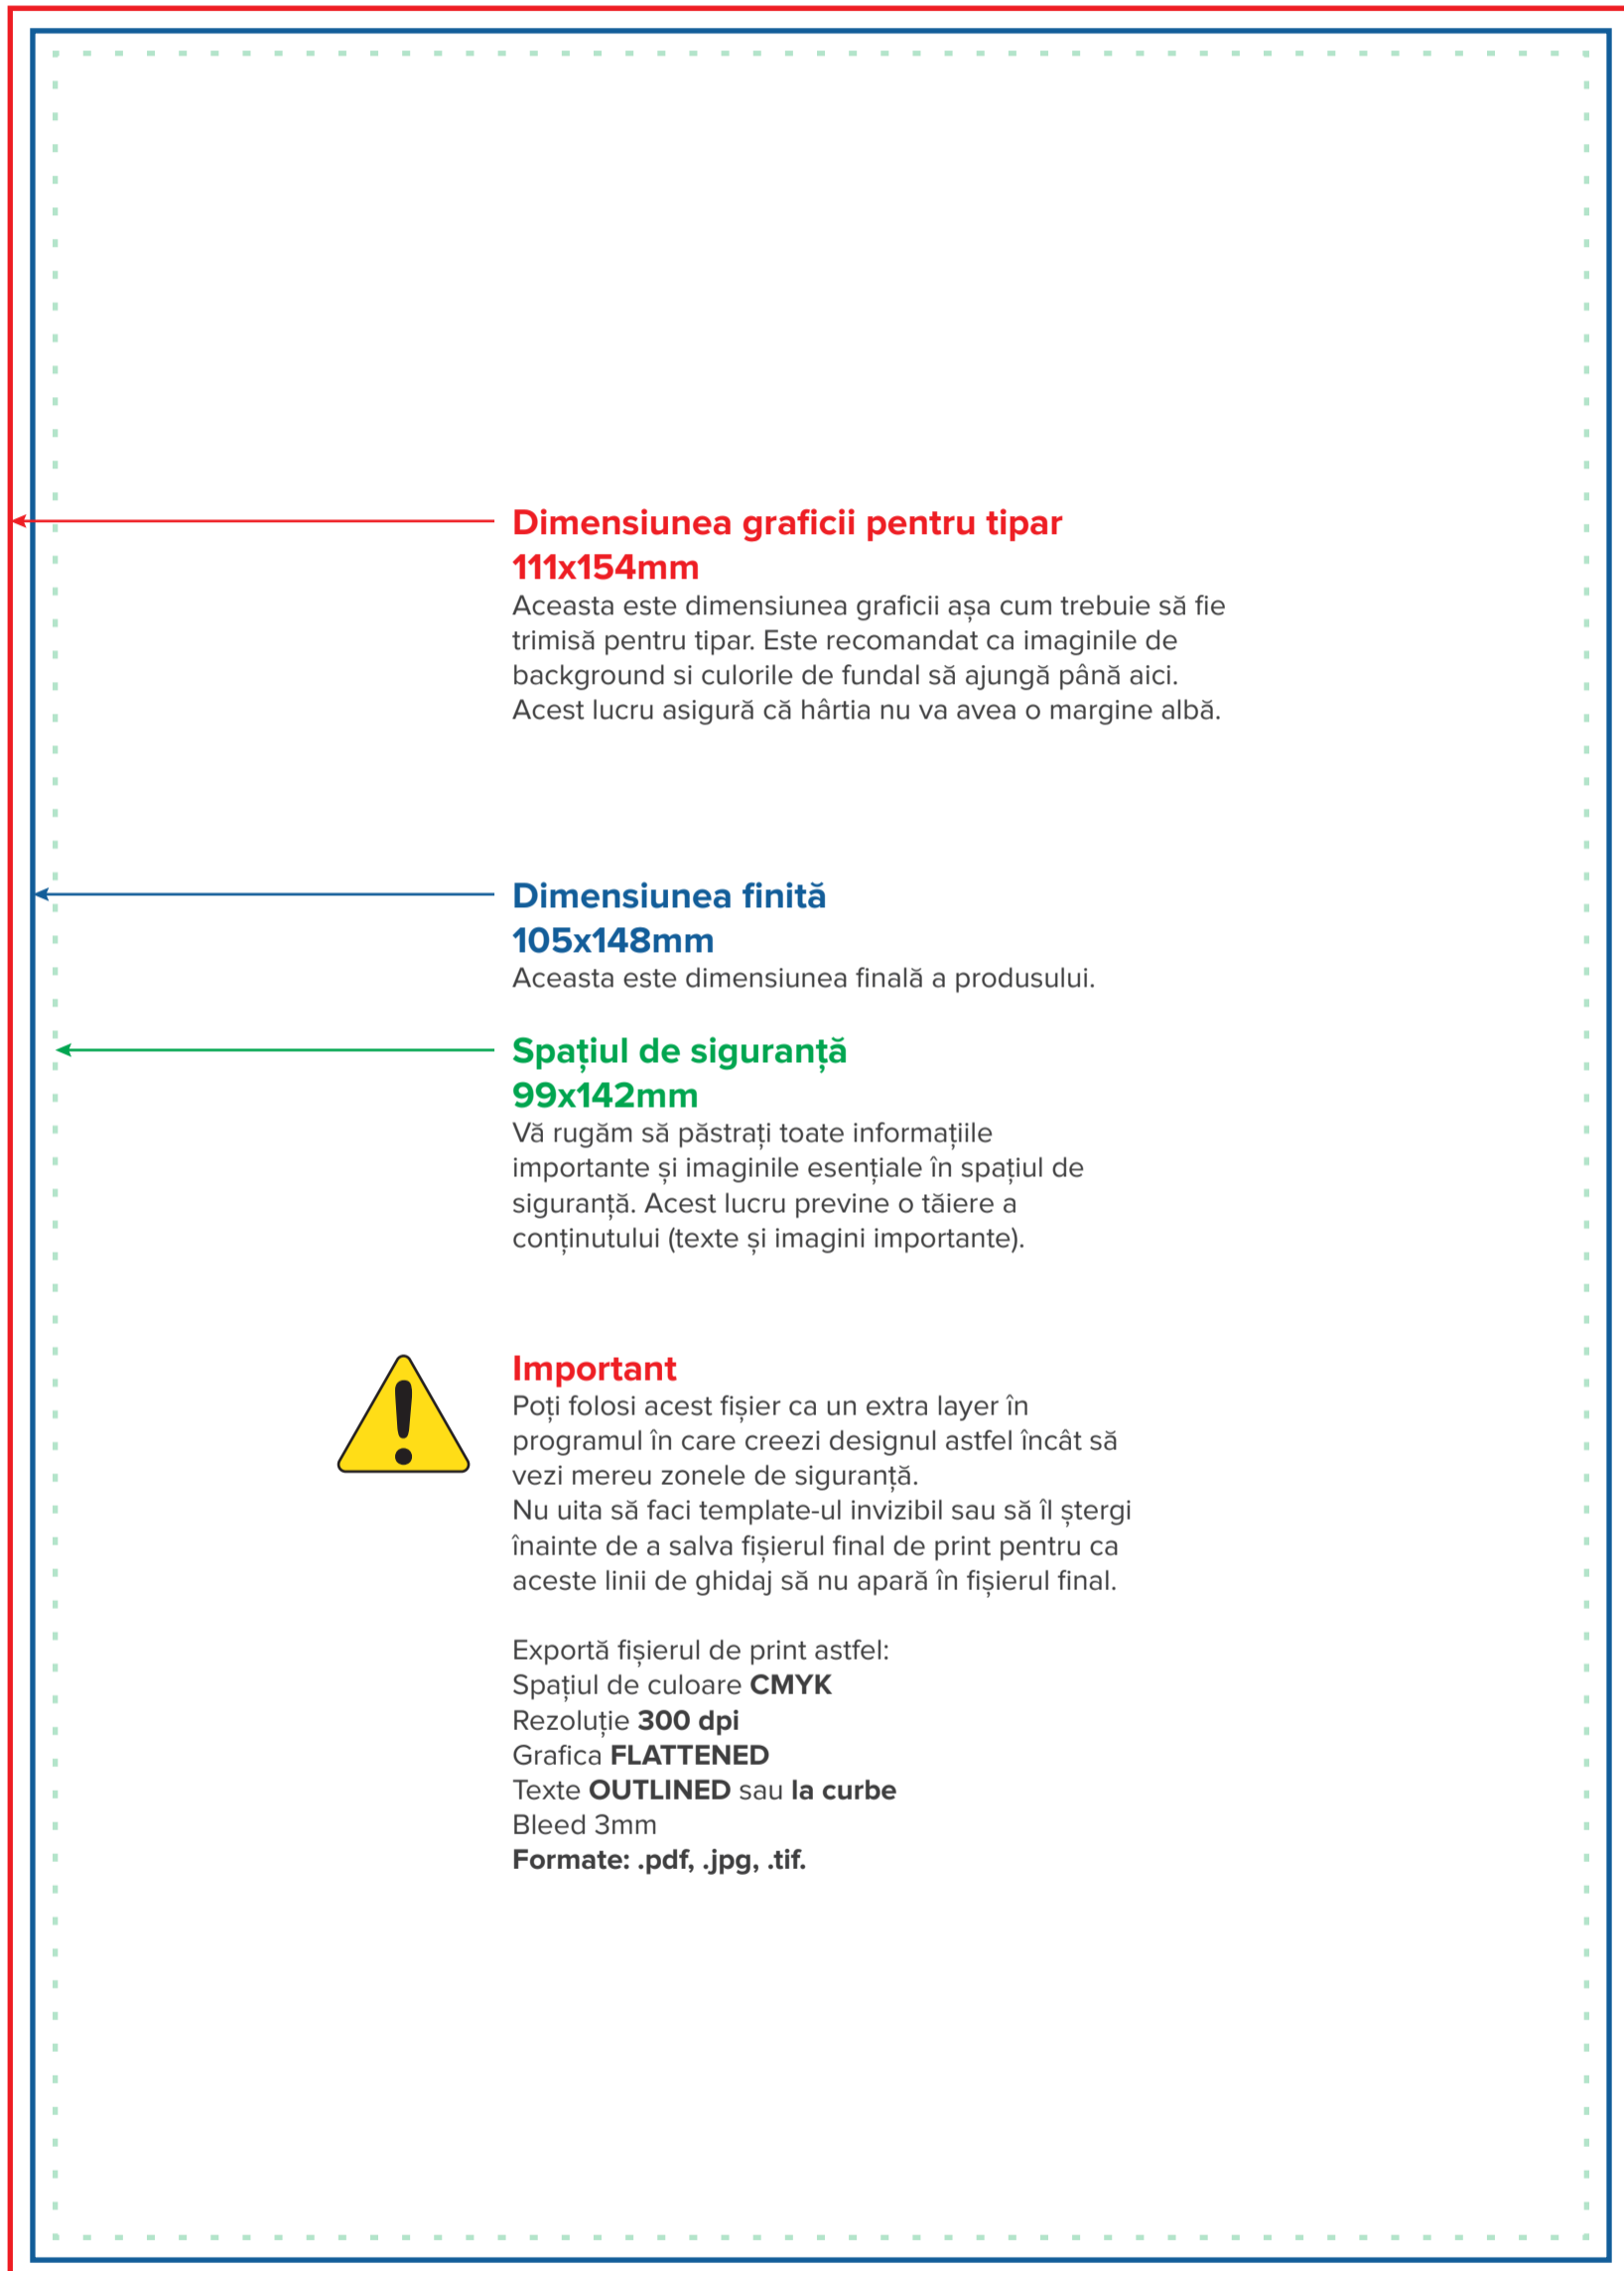 Dimensiunea graficii pentru tipar
111x154mm
Aceasta este dimensiunea graficii așa cum trebuie să fie
trimisă pentru tipar. Este recomandat ca imaginile de
background si culorile de fundal să ajungă până aici.
Acest lucru asigură că hârtia nu va avea o margine albă.
Dimensiunea finită
105x148mm
Aceasta este dimensiunea finală a produsului.
Spațiul de siguranță
99x142mm
Vă rugăm să păstrați toate informațiile
importante și imaginile esențiale în spațiul de
siguranță. Acest lucru previne o tăiere a
conținutului (texte și imagini importante).
Important
Poți folosi acest fișier ca un extra layer în
programul în care creezi designul astfel încât să
vezi mereu zonele de siguranță.
Nu uita să faci template-ul invizibil sau să îl ștergi
înainte de a salva fișierul final de print pentru ca
aceste linii de ghidaj să nu apară în fișierul final.
Exportă fișierul de print astfel:
Spațiul de culoare CMYK
Rezoluție 300 dpi
Grafica FLATTENED
Texte OUTLINED sau la curbe
Bleed 3mm
Formate: .pdf, .jpg, .tif.